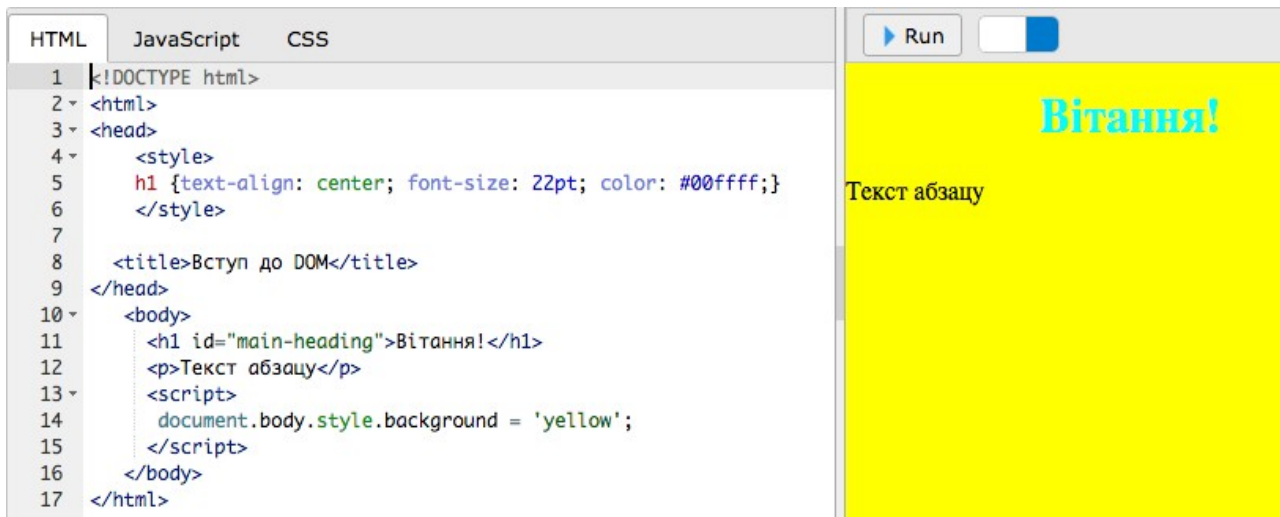 HTML JavaScript CSS
Run
1 <!DOCTYPE html>
2 <html>
3 <head>
4 <style>
5 h1 {text-align: center; font-size: 22pt; color: #00ffff;}
6 </style>
7
8 <title>Вступ до DOM</title>
9 </head>
10 <body>
11 <h1 id="main-heading">Вітання!</h1>
12 <p>Текст абзацу</p>
13 <script>
14 document.body.style.background = 'yellow';
15 </script>
16 </body>
17 </html>
Вітання!
Текст абзацу